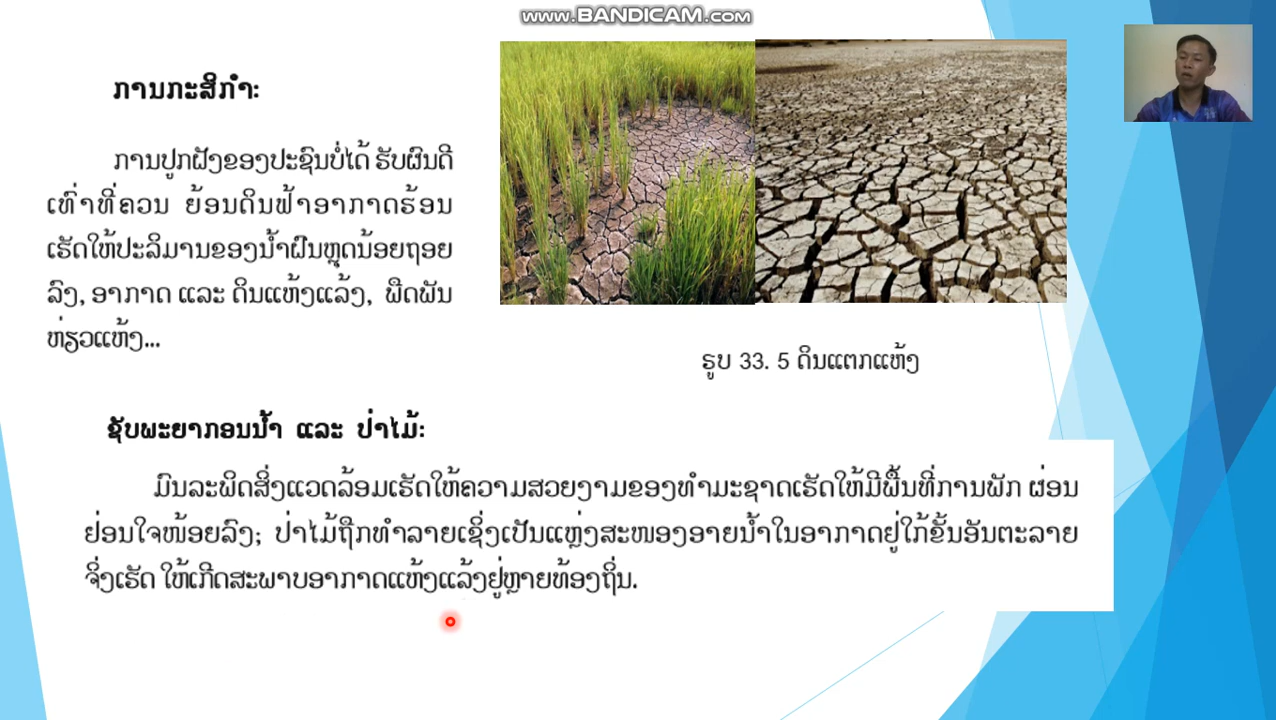 www.BANDICAM.com
ການກະສິກຳ:
ການປູກຝັງຂອງປະຊົນບໍ່ໄດ້ ຮັບຜົນດີ
ເທົ່າທີ່ຄວນ ຍ້ອນດິນຟ້າອາກາດຮ້ອນ
ເຮັດໃຫ້ປະລິມານຂອງນ້ຳຝົນຫຼຸດນ້ອຍຖອຍ
ລົງ, ອາກາດ ແລະ ດິນແຫ້ງແລ້ງ, ພືດພັນ
ຫ່ຽວແຫ້ງ...
ຮູບ 33. 5 ດິນແຕກແຫ້ງ
ຊັບພະຍາກອນນ້ຳ ແລະ ປ່າໄມ້:
ມົນລະພິດສິ່ງແວດລ້ອມເຮັດໃຫ້ຄວາມສວຍງາມຂອງທຳມະຊາດເຮັດໃຫ້ມີພື້ນທີ່ການພັກ ຜ່ອນ
ຢ່ອນໃຈໜ້ອຍລົງ; ປ່າໄມ້ຖືກທຳລາຍເຊິ່ງເປັນແຫຼ່ງສະໜອງອາຍນ້ຳໃນອາກາດຢູ່ໃກ້ຂັ້ນອັນຕະລາຍ
ຈຶ່ງເຮັດ ໃຫ້ເກີດສະພາບອາກາດແຫ້ງແລ້ງຢູ່ຫຼາຍທ້ອງຖິ່ນ.